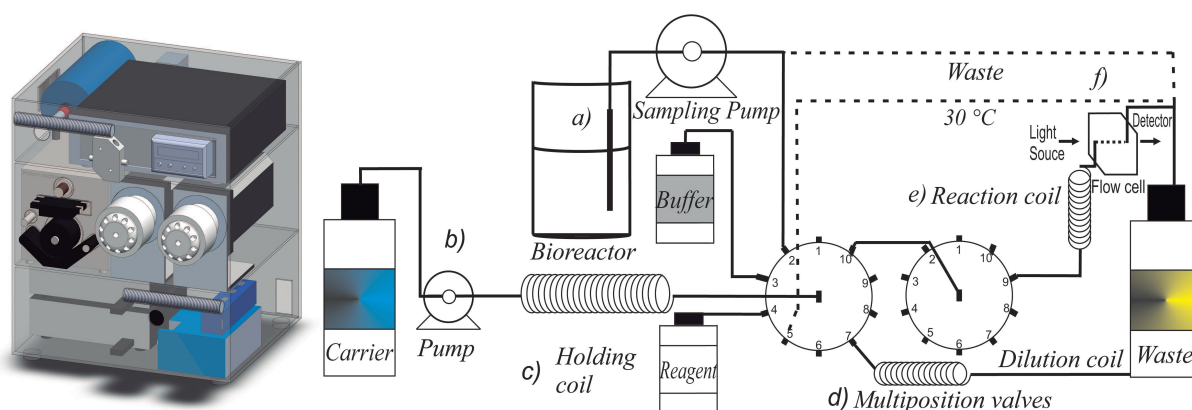 a)
Sampling Pump
Waste
30 °C
f)
Detector
Light
Souce
Flow cell
Buffer
e) Reaction coil
Bioreactor
b)
Carrier
Pump
c) Holding
coil
Reagent
1
2
3
4
5
6
7
8
9
10
1
2
3
4
5
6
7
8
9
10
Dilution coil
d) Multiposition valves
Waste